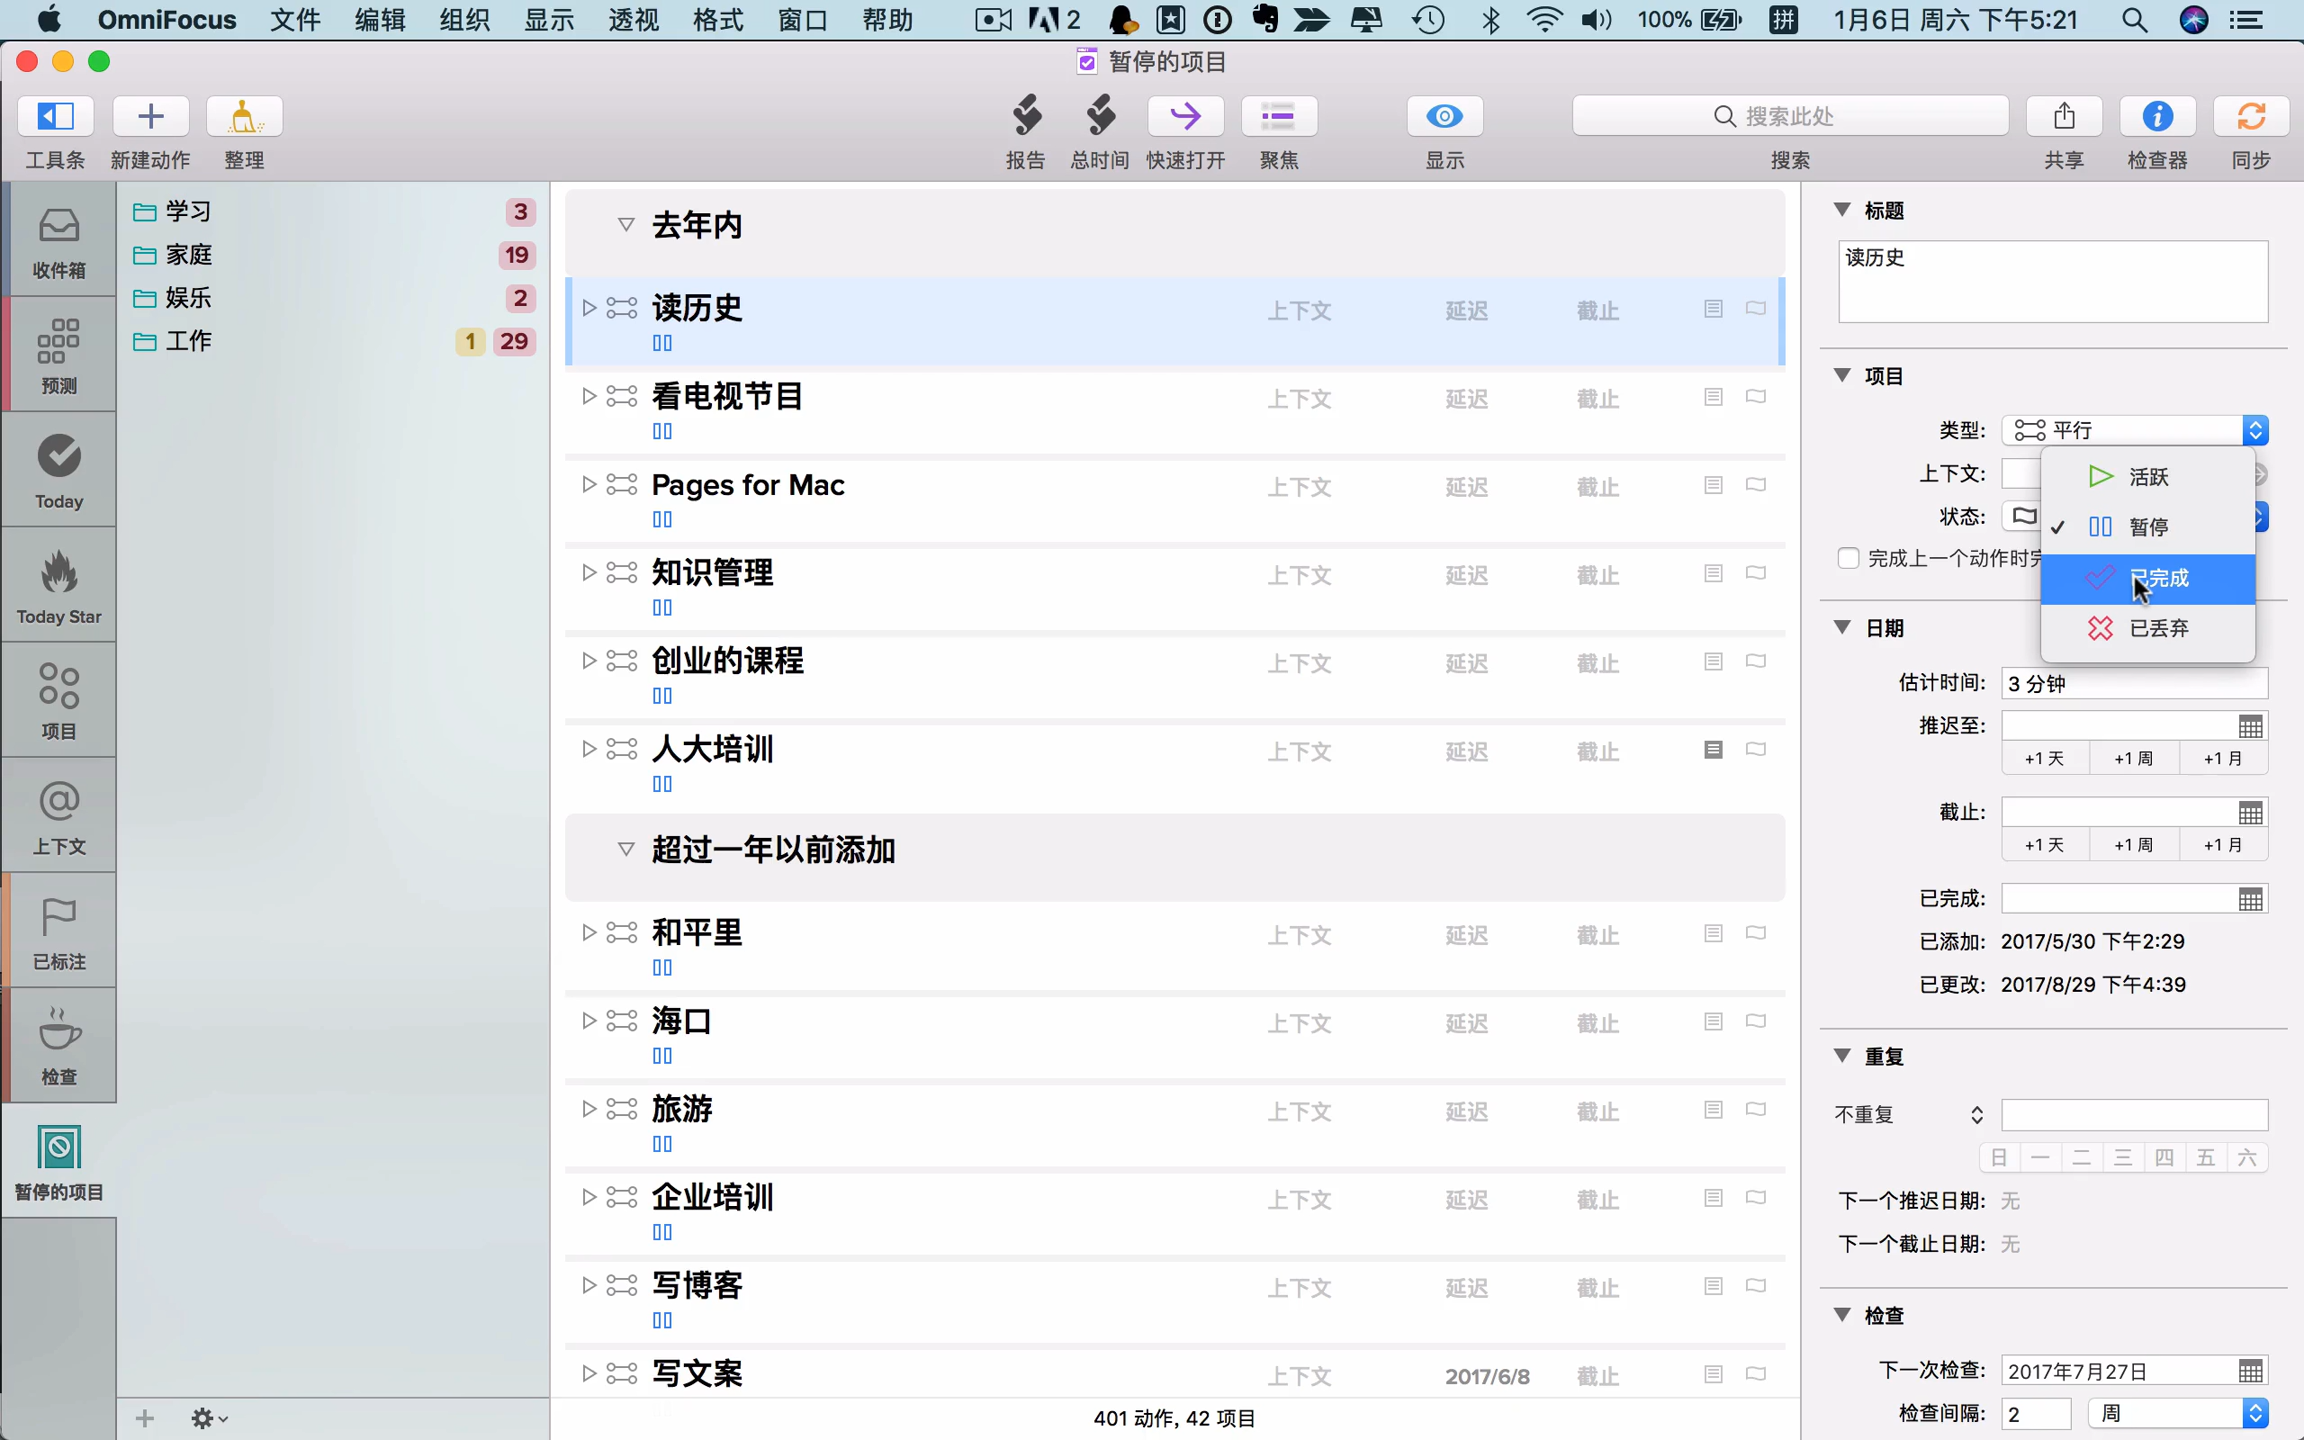 OmniFocus 文件 编辑 组织 显示 透视 格式 窗口 帮助 2 100% 拼 1月6日 周六 下午5:21
暂停的项目
搜索此处
工具条 新建动作 整理 报告 总时间 快速打开 聚焦 显示 搜索 共享 检查器 同步
收件箱
预测
Today
Today Star
项目
上下文
已标注
检查
暂停的项目
学习 3
家庭 19
娱乐 2
工作 1 29
去年内
读历史 上下文 延迟 截止
看电视节目 上下文 延迟 截止
Pages for Mac 上下文 延迟 截止
知识管理 上下文 延迟 截止
创业的课程 上下文 延迟 截止
人大培训 上下文 延迟 截止
超过一年以前添加
和平里 上下文 延迟 截止
海口 上下文 延迟 截止
旅游 上下文 延迟 截止
企业培训 上下文 延迟 截止
写博客 上下文 延迟 截止
写文案 上下文 2017/6/8 截止
401 动作, 42 项目
标题
读历史
项目
类型: 平行
上下文:
状态:
完成上一个动作时
活跃
暂停
已完成
已丢弃
日期
估计时间: 3 分钟
推迟至:
+1 天 +1 周 +1 月
截止:
+1 天 +1 周 +1 月
已完成:
已添加: 2017/5/30 下午2:29
已更改: 2017/8/29 下午4:39
重复
不重复
日 一 二 三 四 五 六
下一个推迟日期: 无
下一个截止日期: 无
检查
下一次检查: 2017年7月27日
检查间隔: 2 周